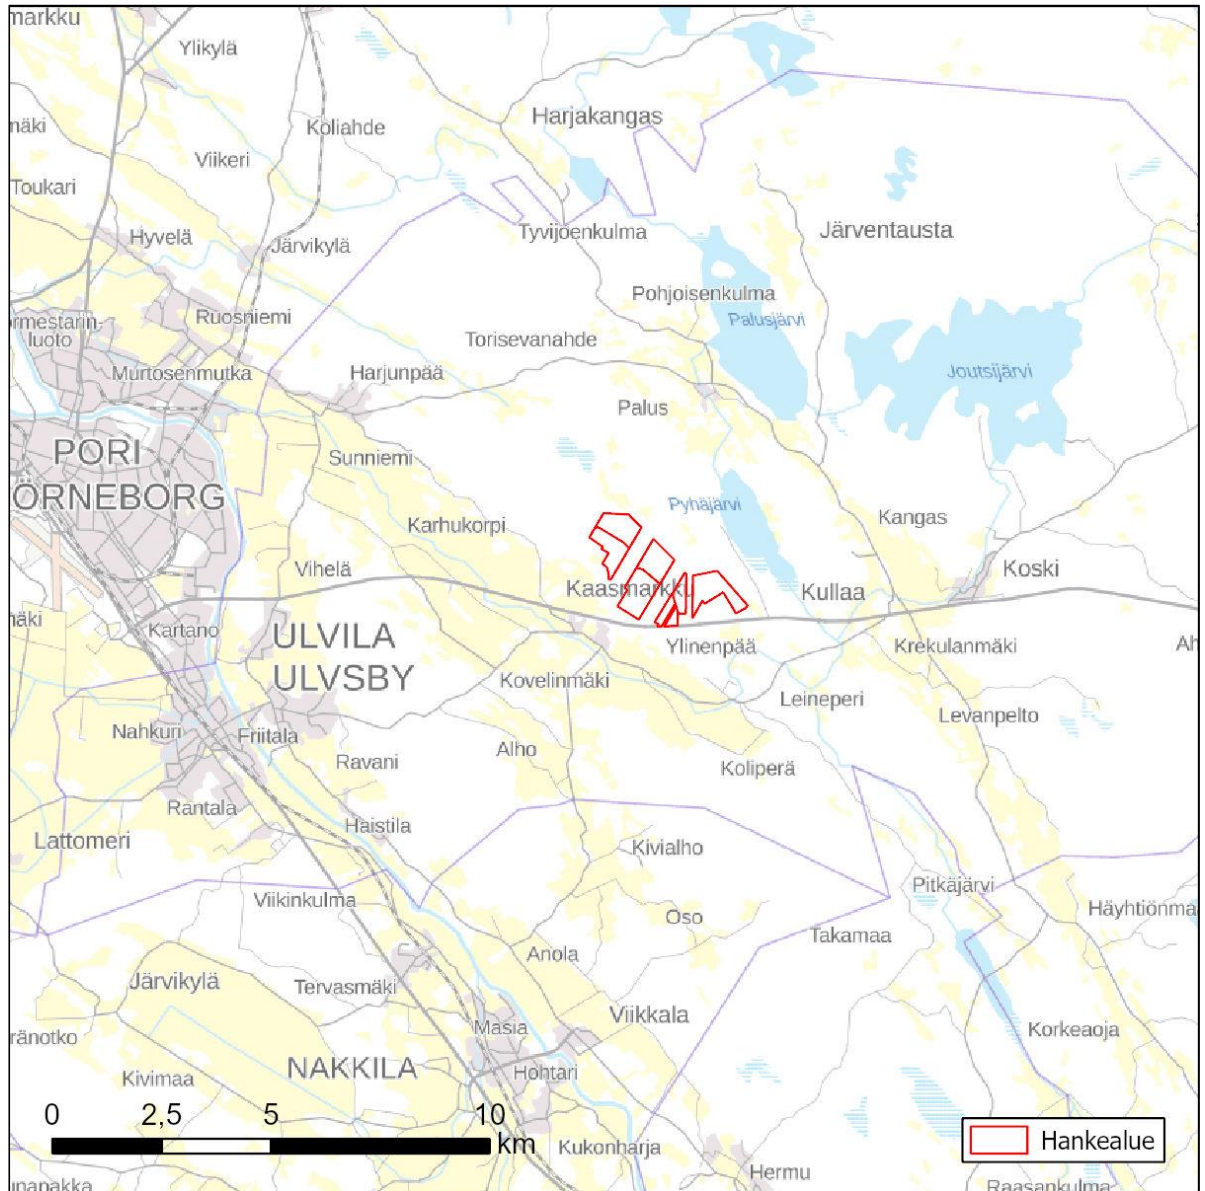 markku
Ylikylä
Harjakangas
Koliahde
Viikeri
mäki
Toukari
Hyvelä
Järvikylä
Tyvijoenkulma
Järventausta
Pohjoisenkulma
Palusjärvi
Ruosniemi
rmestarin-
luoto
Torisevanahde
Murtosenmutka
Harjunpää
Joutsijärvi
Palus
PORI
ÖRNEBORG
Sunniemi
Karhukorpi
Pyhäjärvi
Kangas
Vihelä
Kaasmarkku
Kullaa
Koski
mäki
Kartano
ULVILA
ULVSBY
Ylinenpää
Krekulanmäki
Ah
Kovelinmäki
Leineperi
Levanpelto
Nahkuri
Friitala
Ravani
Alho
Koliperä
Rantala
Haistila
Lattomeri
Kivialho
Pitkäjärvi
Viikinkulma
Oso
Häyhtiönma
Takamaa
Anola
Järvikylä
Tervasmäki
Viikkala
Masia
ränotko
Korkeaoja
NAKKILA
Hohtari
Kivimaa
0 2,5 5 10
km
Kukonharja
Hankealue
Hermu
Raasankulma